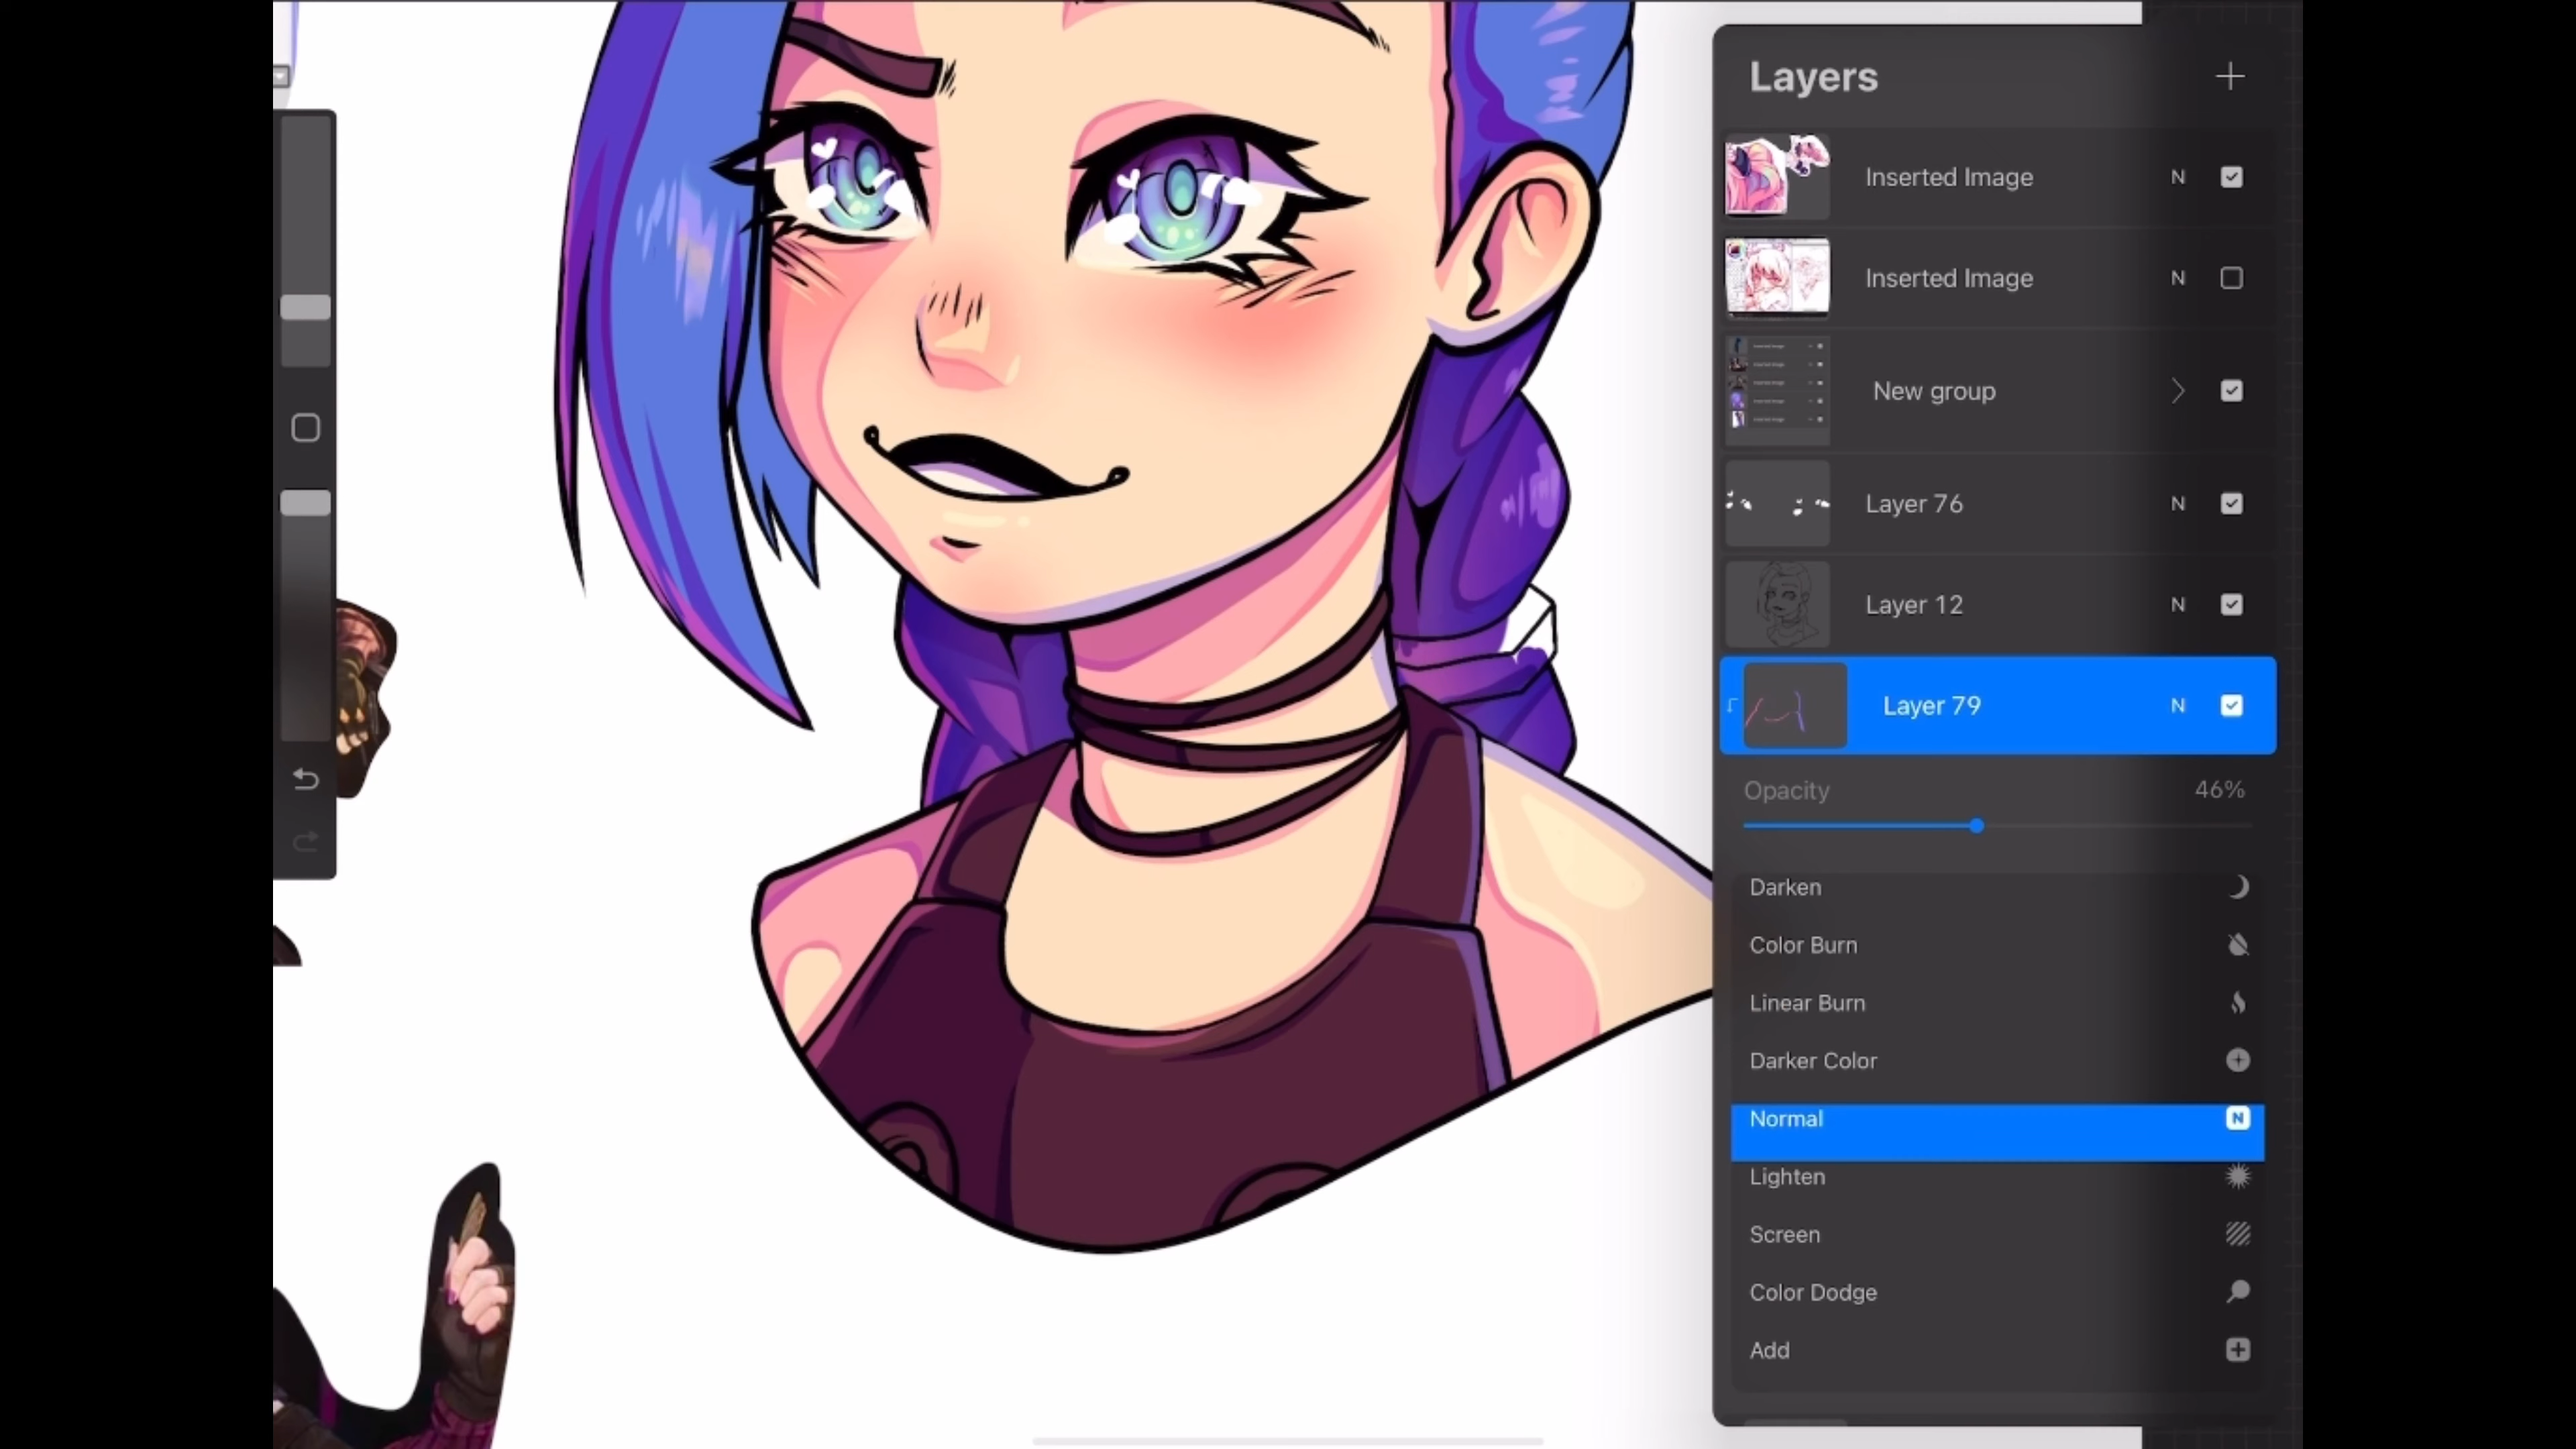 Layers
Inserted Image N
Inserted Image N
New group
Layer 76 N
Layer 12 N
Layer 79 N
Opacity 46%
Darken
Color Burn
Linear Burn
Darker Color
Normal N
Lighten
Screen
Color Dodge
Add